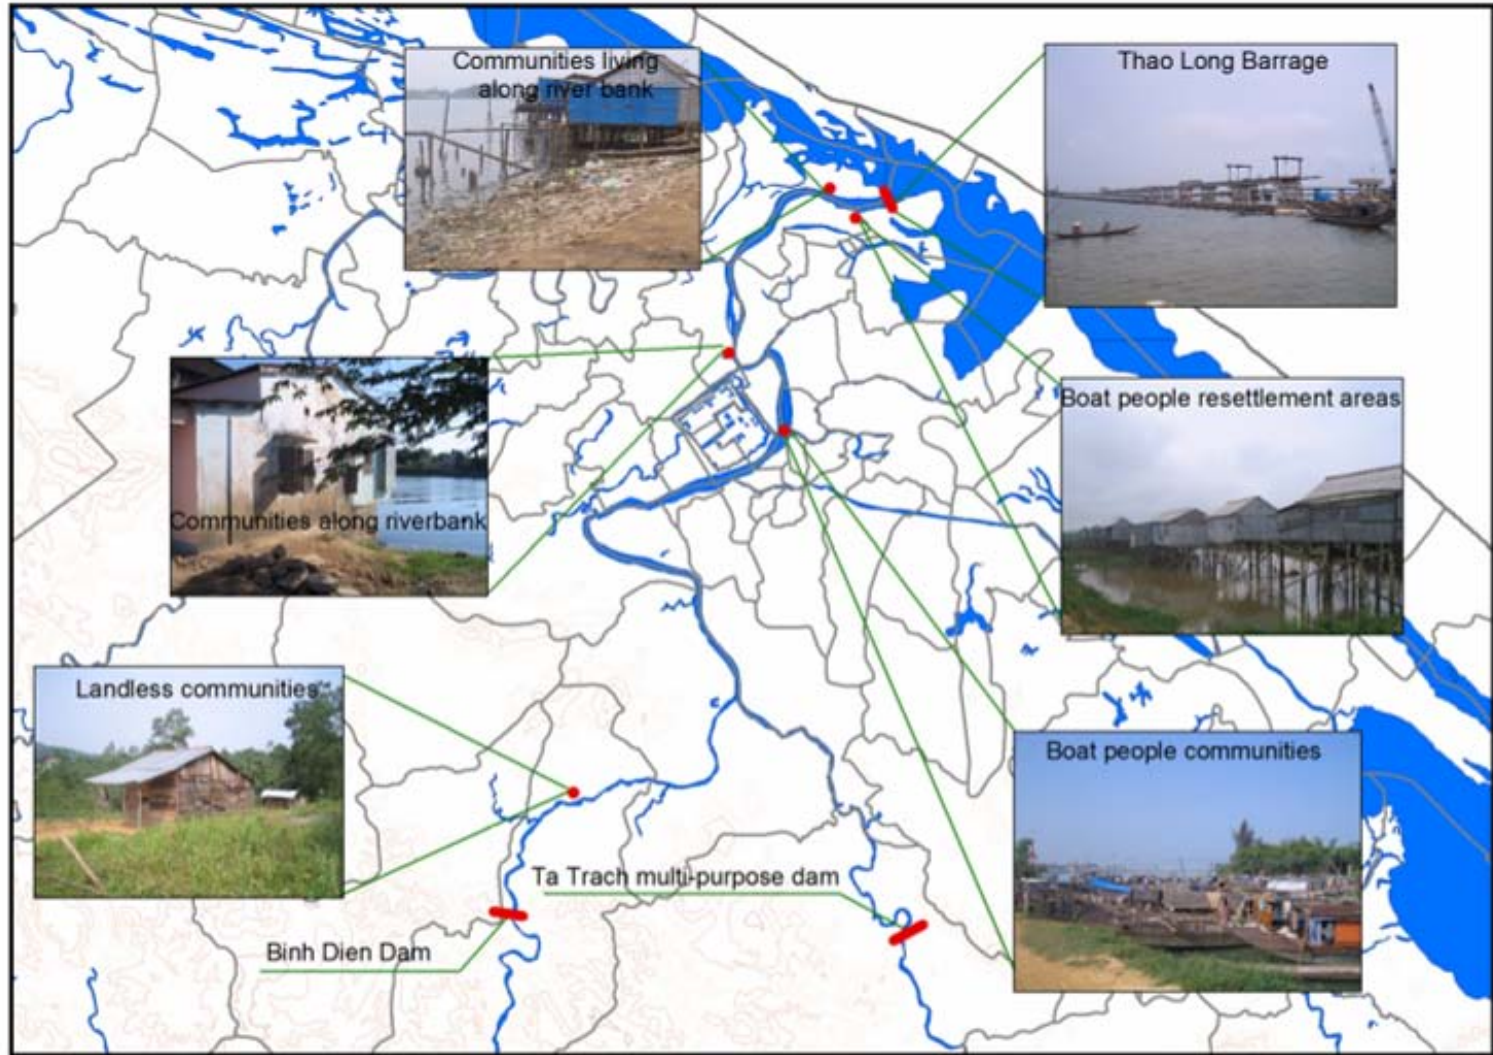 Communities living
along river bank
Thao Long Barrage
Boat people resettlement areas
Communities along riverbank
Landless communities
Boat people communities
Ta Trach multi-purpose dam
Binh Dien Dam